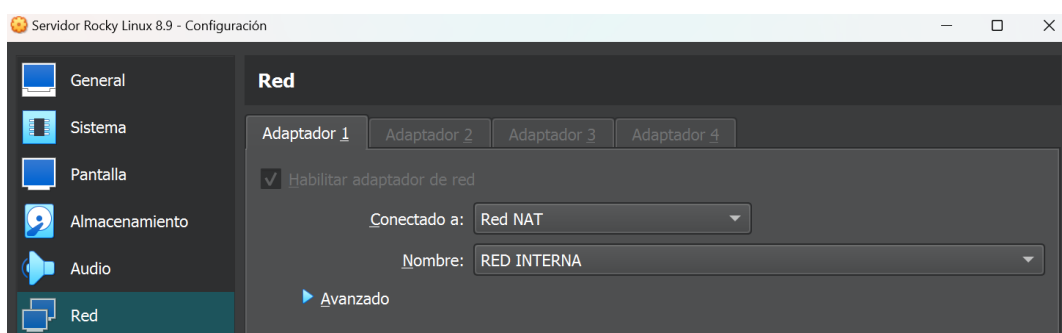 Servidor Rocky Linux 8.9 - Configuración
General
Sistema
Pantalla
Almacenamiento
Audio
Red
Red
Adaptador 1 Adaptador 2 Adaptador 3 Adaptador 4
Habilitar adaptador de red
Conectado a: Red NAT
Nombre: RED INTERNA
Avanzado